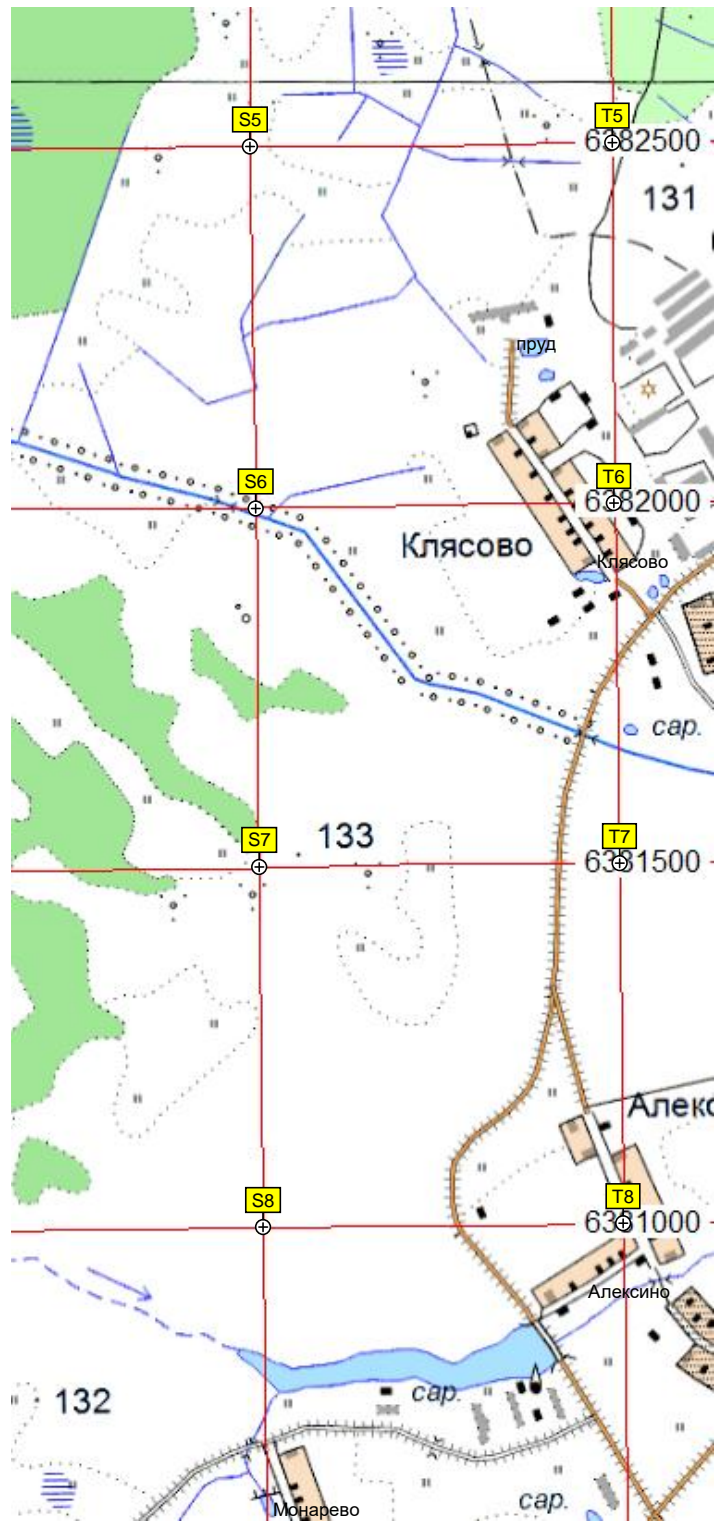 S5
T5
6382500
131
пруд
S6
T6
6382000
Клясово
Клясово
сар.
133
S7
T7
6381500
Алекс
S8
T8
6381000
Алексино
132
сар.
Монарево
сар.